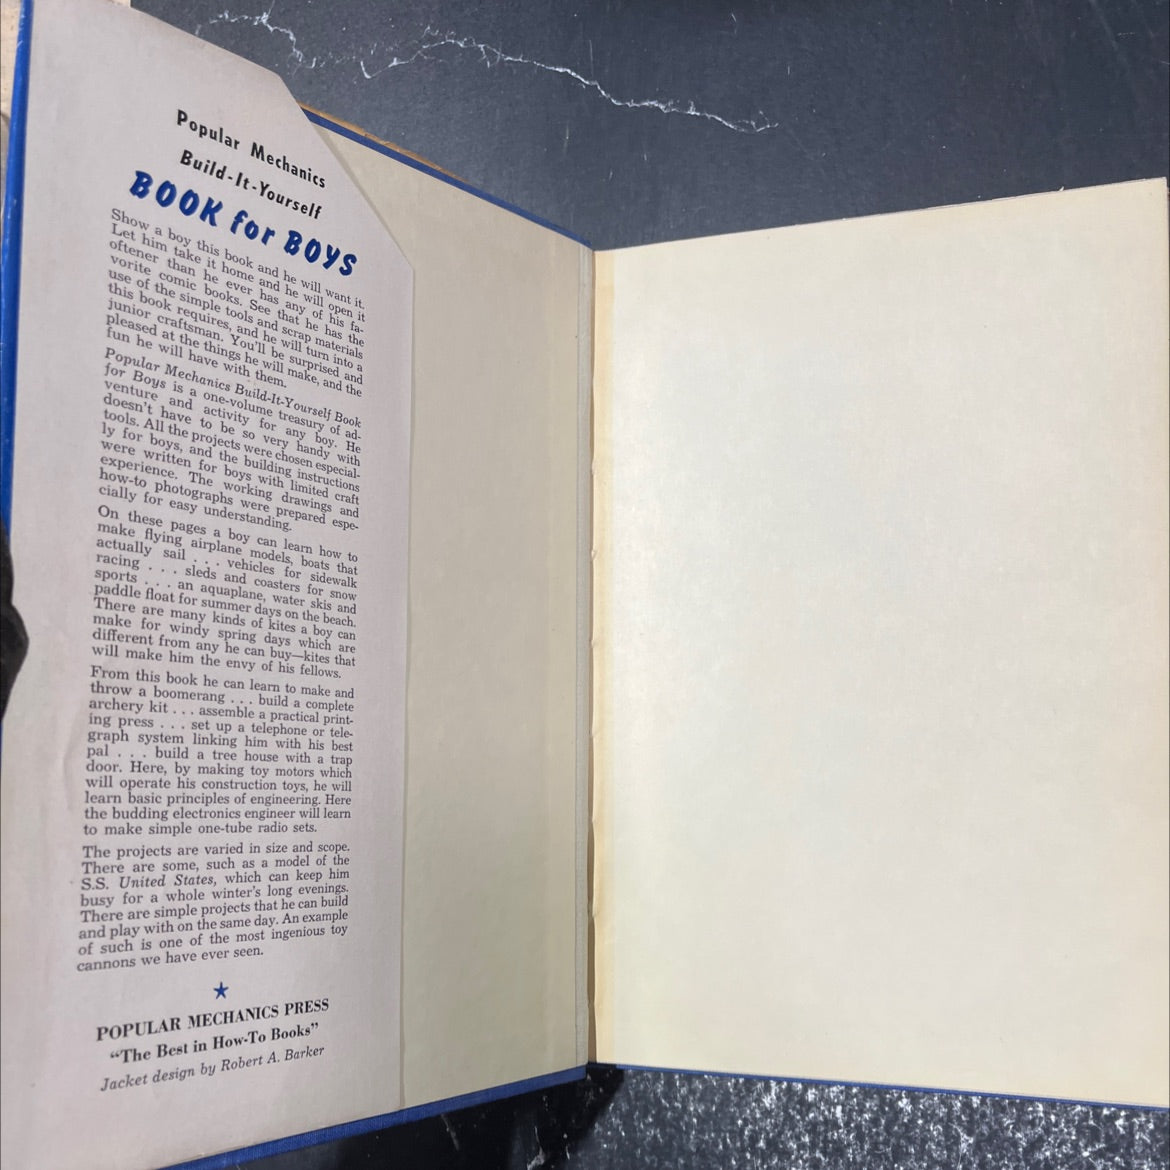 Popular Mechanics
Build-It-Yourself
BOOK for BOYS
Show a boy this book and he will want it.
Let him take it home and he will open it
oftener than he ever has any of his fa-
vorite comic books. See that he has the
use of the simple tools and scrap materials
this book requires, and he will turn into a
junior craftsman. You'll be surprised and
pleased at the things he will make, and the
fun he will have with them.
Popular Mechanics Build-It-Yourself Book
for Boys is a one-volume treasury of ad-
venture and activity for any boy. He
doesn't have to be so very handy with
tools. All the projects were chosen especial-
ly for boys, and the building instructions
were written for boys with limited craft
experience. The working drawings and
how-to photographs were prepared espe-
cially for easy understanding.
On these pages a boy can learn how to
make flying airplane models, boats that
actually sail . . . vehicles for sidewalk
racing . . . sleds and coasters for snow
sports . . . an aquaplane, water skis and
paddle float for summer days on the beach.
There are many kinds of kites a boy can
make for windy spring days which are
different from any he can buy—kites that
will make him the envy of his fellows.
From this book he can learn to make and
throw a boomerang . . . build a complete
archery kit . . . assemble a practical print-
ing press . . . set up a telephone or tele-
graph system linking him with his best
pal . . . build a tree house with a trap
door. Here, by making toy motors which
will operate his construction toys, he will
learn basic principles of engineering. Here
the budding electronics engineer will learn
to make simple one-tube radio sets.
The projects are varied in size and scope.
There are some, such as a model of the
S.S. United States, which can keep him
busy for a whole winter's long evenings.
There are simple projects that he can build
and play with on the same day. An example
of such is one of the most ingenious toy
cannons we have ever seen.
POPULAR MECHANICS PRESS
“The Best in How-To Books”
Jacket design by Robert A. Barker